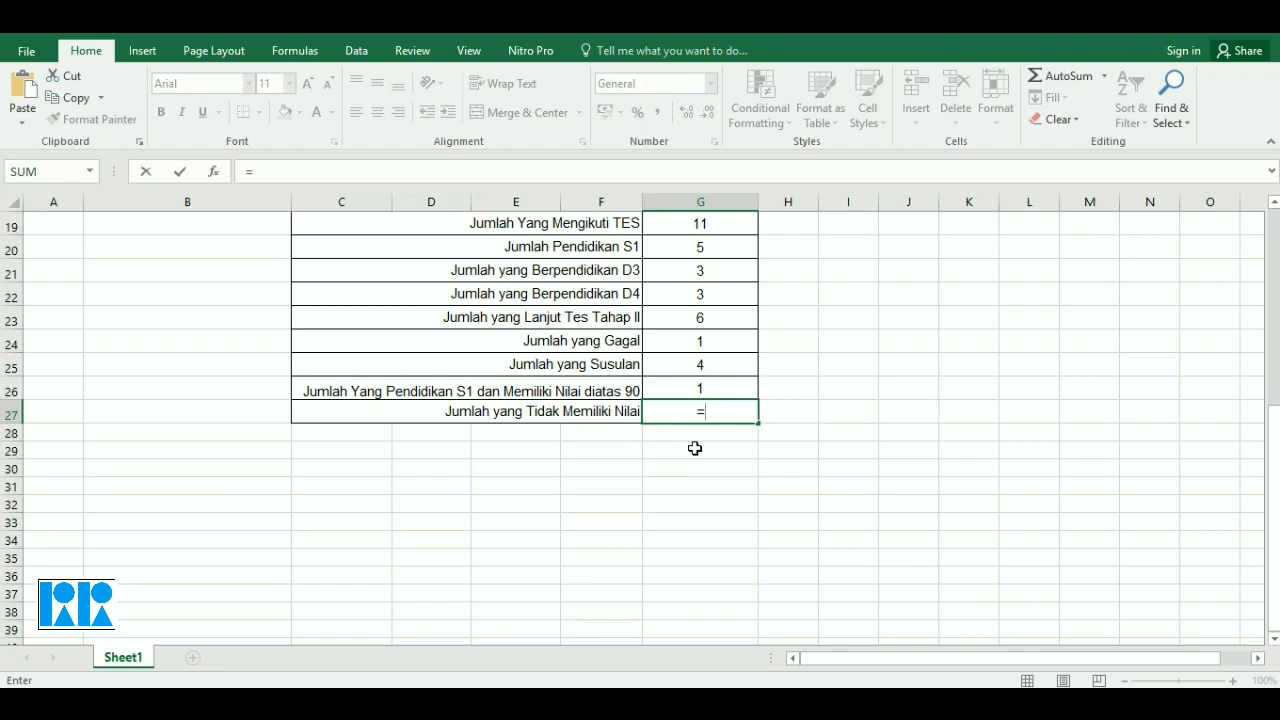 File Home Insert Page Layout Formulas Data Review View Nitro Pro Tell me what you want to do... Sign in Share
Paste Cut Copy Format Painter
Clipboard
Arial 11
B I U A
Font
Wrap Text
Merge & Center
Alignment
General
% ,
Number
Conditional Formatting Format as Table Cell Styles
Styles
Insert Delete Format
Cells
AutoSum Fill Clear Sort & Filter Find & Select
Editing
SUM fx =
A B C D E F G H I J K L M N O
19 Jumlah Yang Mengikuti TES 11
20 Jumlah Pendidikan S1 5
21 Jumlah yang Berpendidikan D3 3
22 Jumlah yang Berpendidikan D4 3
23 Jumlah yang Lanjut Tes Tahap II 6
24 Jumlah yang Gagal 1
25 Jumlah yang Susulan 4
26 Jumlah Yang Pendidikan S1 dan Memiliki Nilai diatas 90 1
27 Jumlah yang Tidak Memiliki Nilai =
28
29
30
31
32
33
34
35
36
37
38
39
Sheet1
Enter 100%